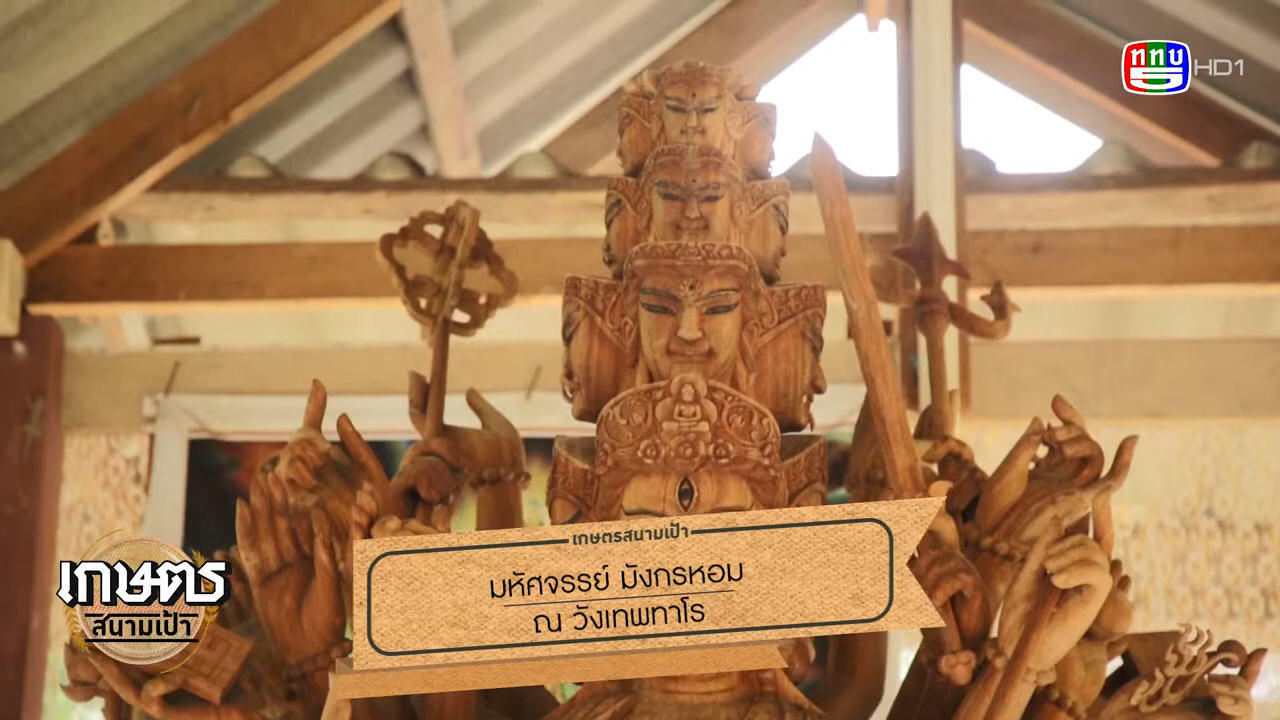 ททบ
5 HD1
เกษตรสนามเป้า
มหัศจรรย์ มังกรหอม
ณ วังเทพทาโร
เกษตร
สนามเป้า